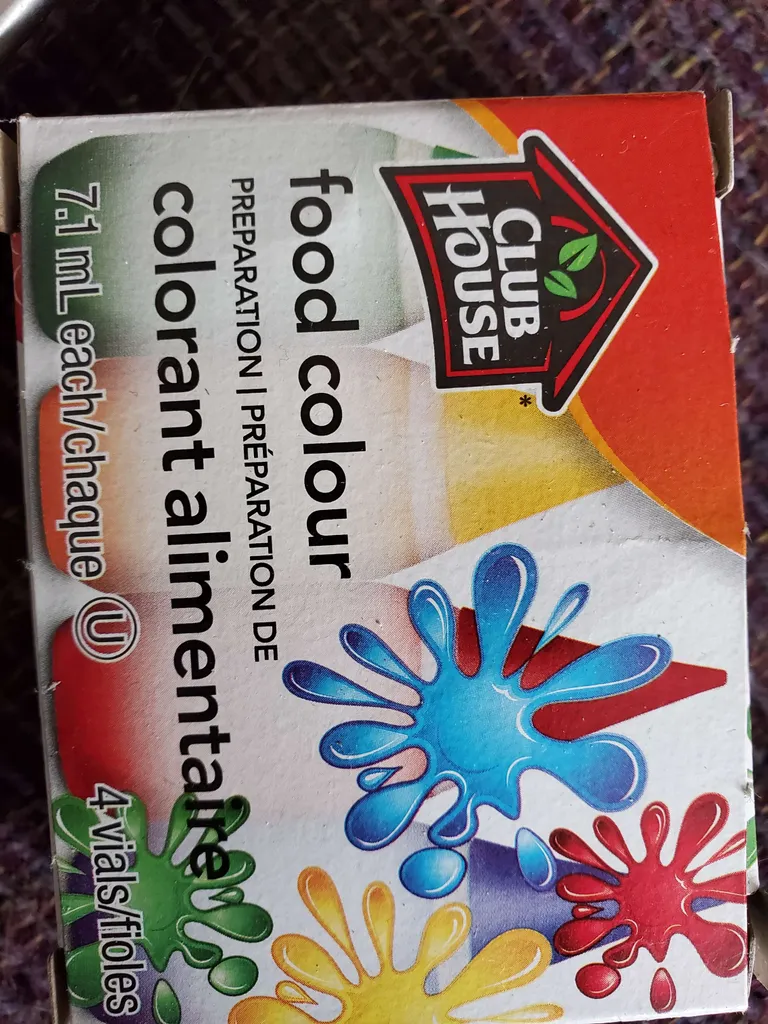 CLUB
HOUSE
*
food colour
PREPARATION | PRÉPARATION DE
colorant alimentaire
7.1 mL each/chaque U 4 vials/fioles